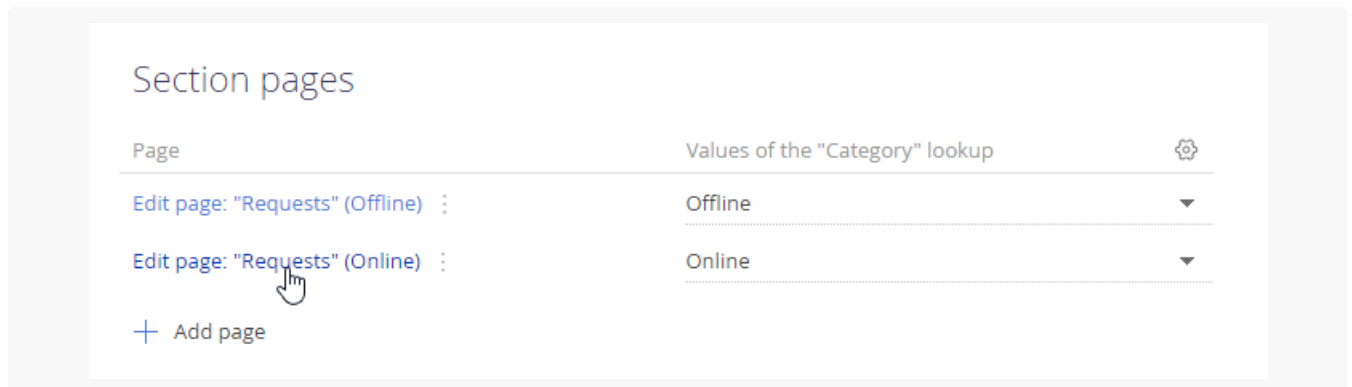 Section pages
Page Values of the "Category" lookup
Edit page: "Requests" (Offline) Offline
Edit page: "Requests" (Online) Online
Add page